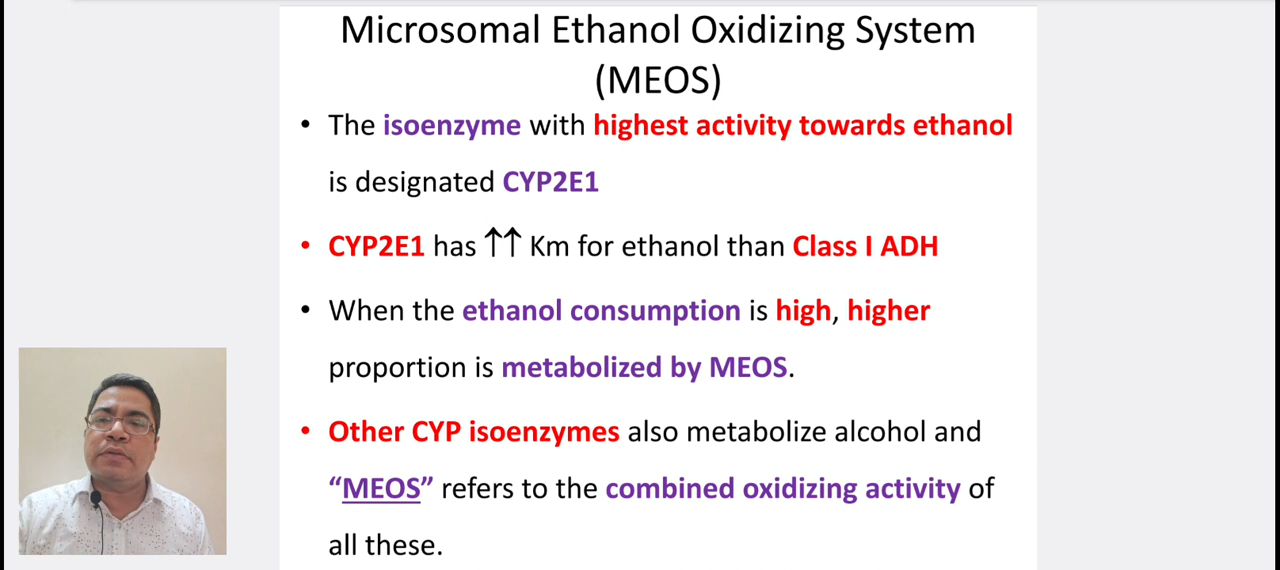 Microsomal Ethanol Oxidizing System
(MEOS)
• The isoenzyme with highest activity towards ethanol
is designated CYP2E1
• CYP2E1 has ↑↑ Km for ethanol than Class I ADH
• When the ethanol consumption is high, higher
proportion is metabolized by MEOS.
• Other CYP isoenzymes also metabolize alcohol and
“MEOS” refers to the combined oxidizing activity of
all these.